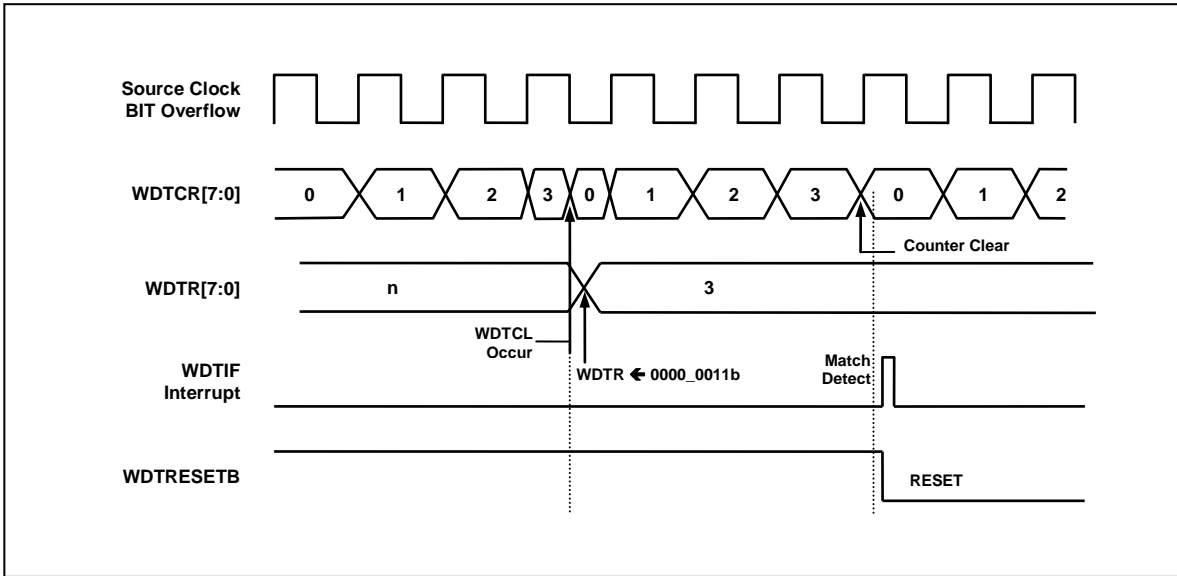 Source Clock
BIT Overflow
WDTCR[7:0]
0 1 2 3 0 1 2 3 0 1 2
Counter Clear
WDTR[7:0]
n 3
WDTCL
Occur
WDTR ← 0000_0011b
WDTIF
Interrupt
Match
Detect
WDTRESETB
RESET